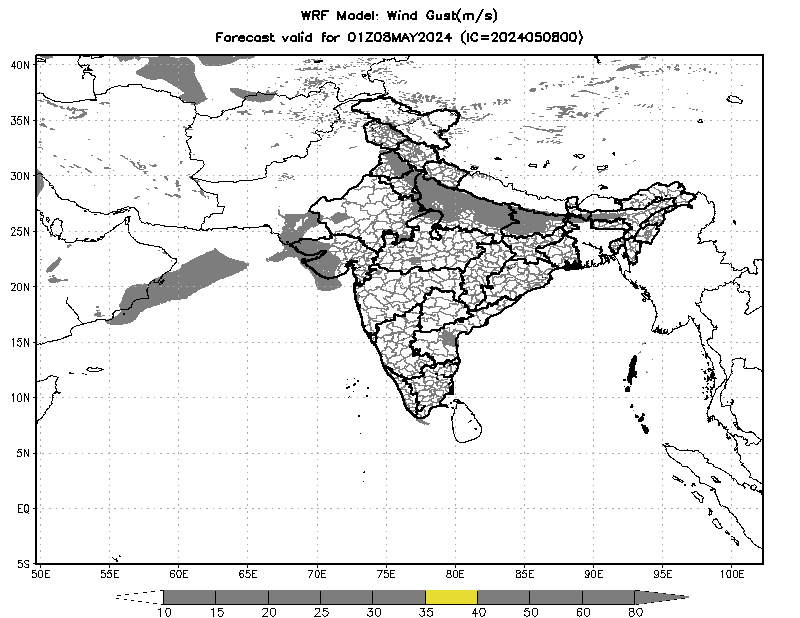 WRF Model: Wind Gust(m/s)
Forecast valid for 01Z08MAY2024 (IC=2024050800)
40N
35N
30N
25N
20N
15N
10N
5N
EQ
5S
50E 55E 60E 65E 70E 75E 80E 85E 90E 95E 100E
10 15 20 25 30 35 40 50 60 80